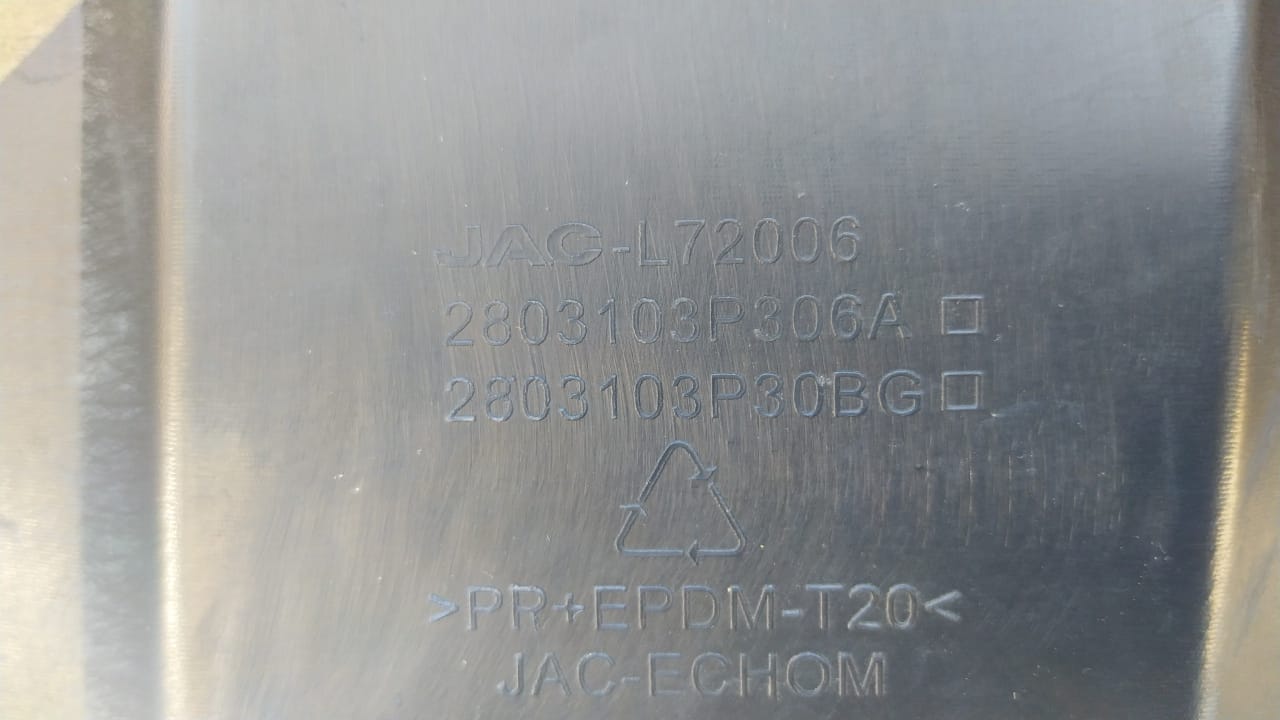 JAC-L72006
2803103P306A □
2803103P30BG □
>PR+EPDM-T20<
JAC-ECHOM